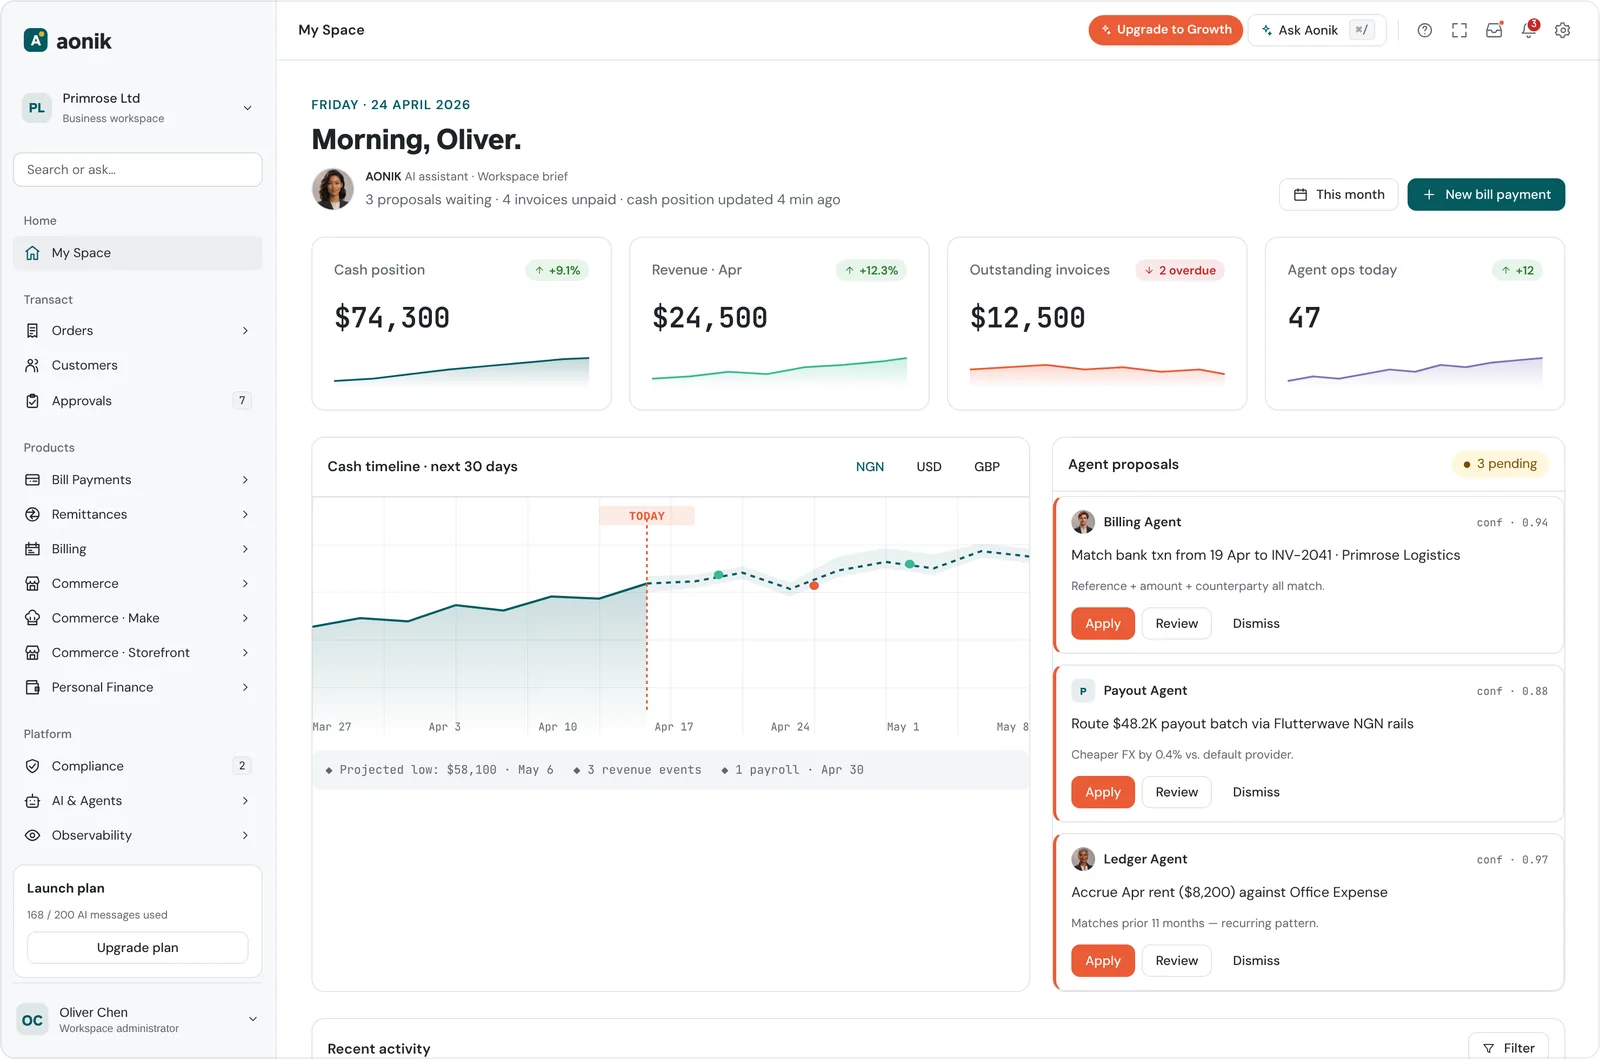 aonik
PL
Primrose Ltd
Business workspace
Search or ask...
Home
My Space
Transact
Orders
Customers
Approvals 7
Products
Bill Payments
Remittances
Billing
Commerce
Commerce · Make
Commerce · Storefront
Personal Finance
Platform
Compliance 2
AI & Agents
Observability
Launch plan
168 / 200 AI messages used
Upgrade plan
OC
Oliver Chen
Workspace administrator
My Space
Upgrade to Growth
Ask Aonik ⌘/
3
FRIDAY · 24 APRIL 2026
Morning, Oliver.
AONIK AI assistant · Workspace brief
3 proposals waiting · 4 invoices unpaid · cash position updated 4 min ago
This month
+ New bill payment
Cash position ↑ +9.1%
$74,300
Revenue · Apr ↑ +12.3%
$24,500
Outstanding invoices ↓ 2 overdue
$12,500
Agent ops today ↑ +12
47
Cash timeline · next 30 days
NGN USD GBP
TODAY
Mar 27 Apr 3 Apr 10 Apr 17 Apr 24 May 1 May 8
◆ Projected low: $58,100 · May 6 ◆ 3 revenue events ◆ 1 payroll · Apr 30
Agent proposals
3 pending
Billing Agent conf · 0.94
Match bank txn from 19 Apr to INV-2041 · Primrose Logistics
Reference + amount + counterparty all match.
Apply Review Dismiss
P Payout Agent conf · 0.88
Route $48.2K payout batch via Flutterwave NGN rails
Cheaper FX by 0.4% vs. default provider.
Apply Review Dismiss
Ledger Agent conf · 0.97
Accrue Apr rent ($8,200) against Office Expense
Matches prior 11 months — recurring pattern.
Apply Review Dismiss
Recent activity
Filter